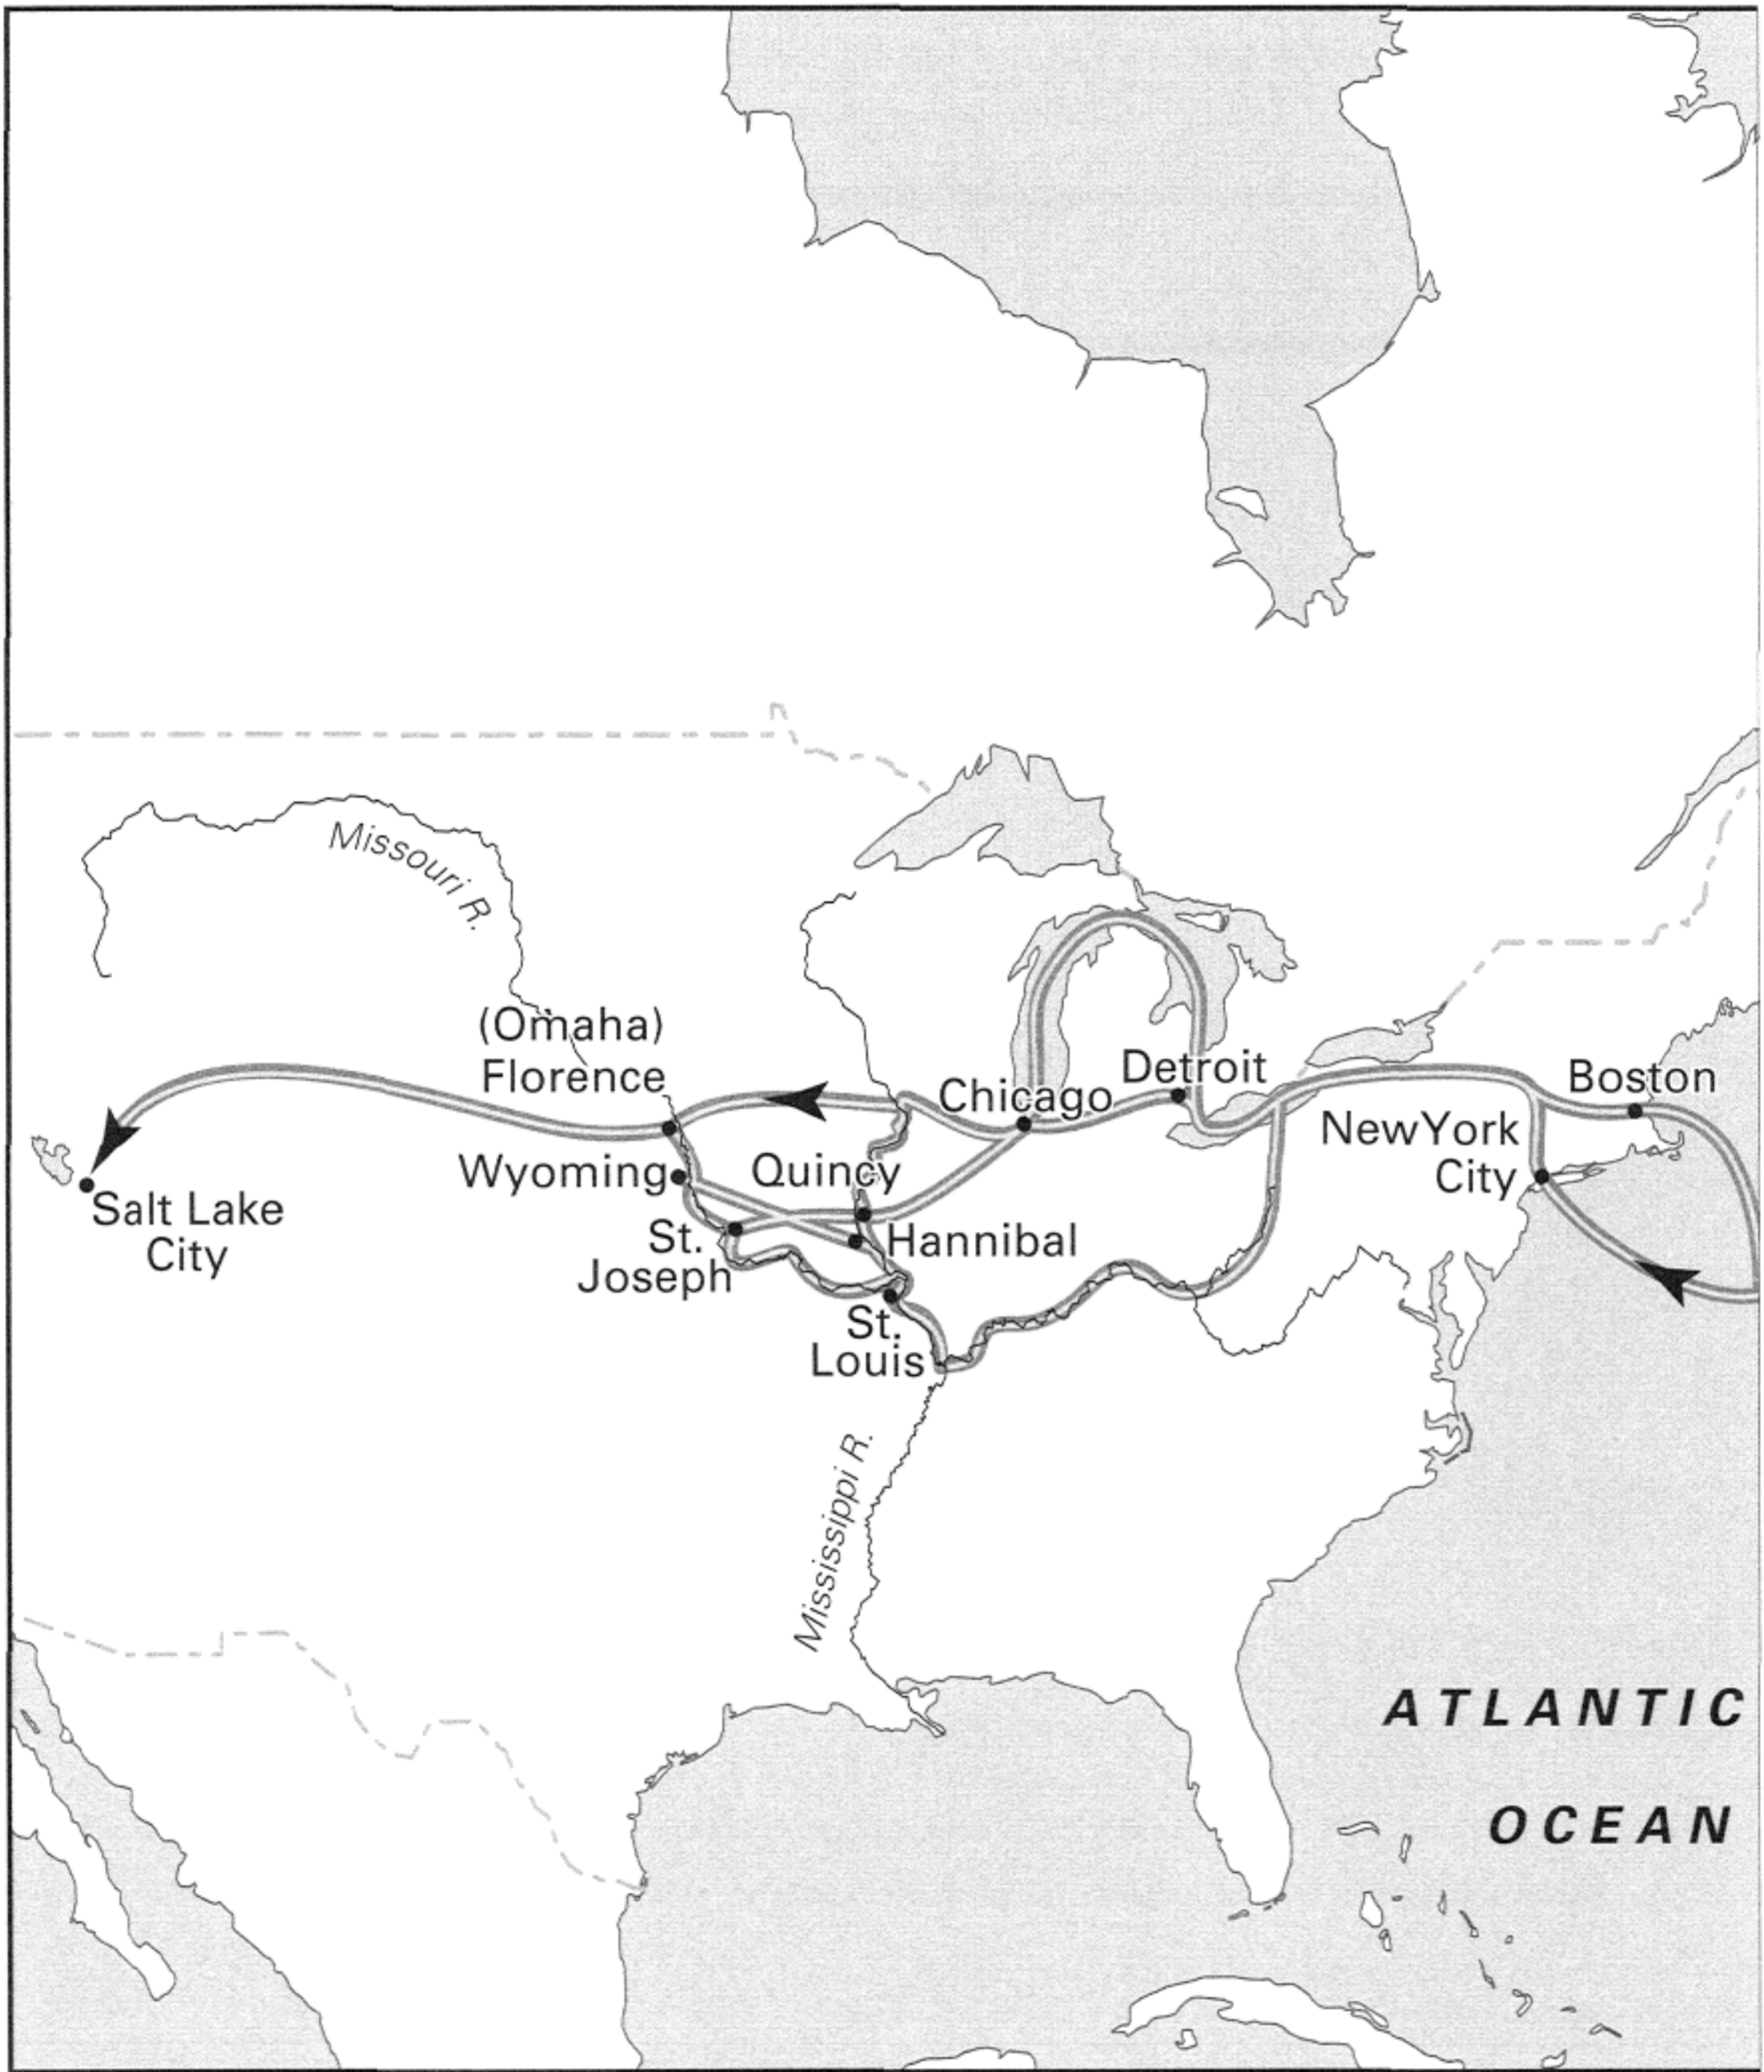 Missouri R.
(Omaha)
Florence
Detroit
Boston
Chicago
NewYork
City
Wyoming
Quincy
Salt Lake
City
St.
Joseph
Hannibal
St.
Louis
Mississippi R.
ATLANTIC
OCEAN